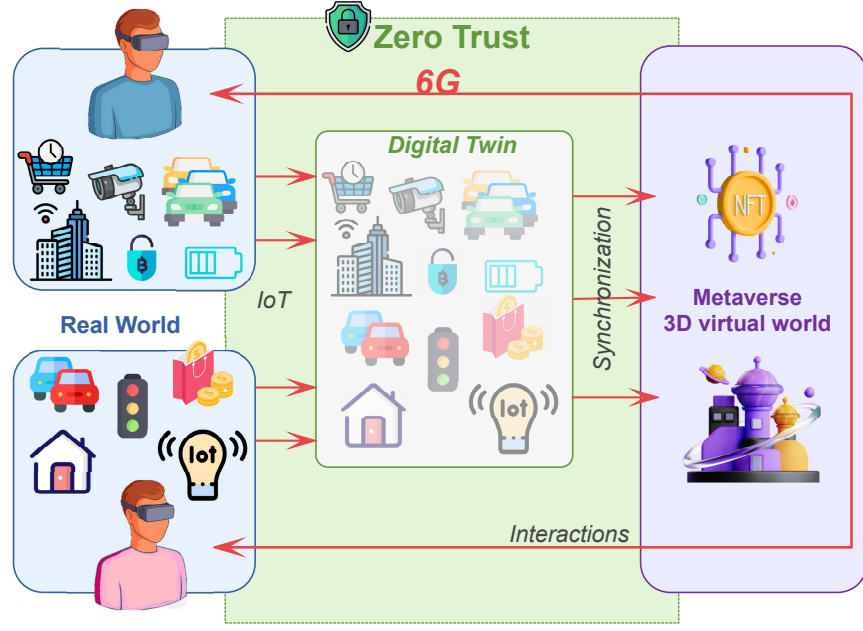 Zero Trust
6G
Digital Twin
NFT
Synchronization
IoT
Real World
Metaverse
3D virtual world
IoT
IoT
Interactions